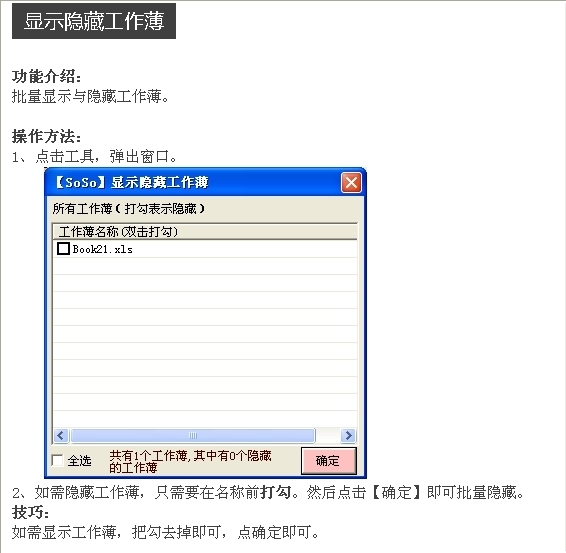 显示隐藏工作薄
功能介绍：
批量显示与隐藏工作薄。
操作方法：
1、点击工具，弹出窗口。
【SoSo】显示隐藏工作薄
所有工作薄(打勾表示隐藏)
工作薄名称(双击打勾)
Book21.xls
全选
共有1个工作薄,其中有0个隐藏
的工作薄
确定
2、如需隐藏工作薄，只需要在名称前打勾。然后点击【确定】即可批量隐藏。
技巧：
如需显示工作薄，把勾去掉即可，点确定即可。